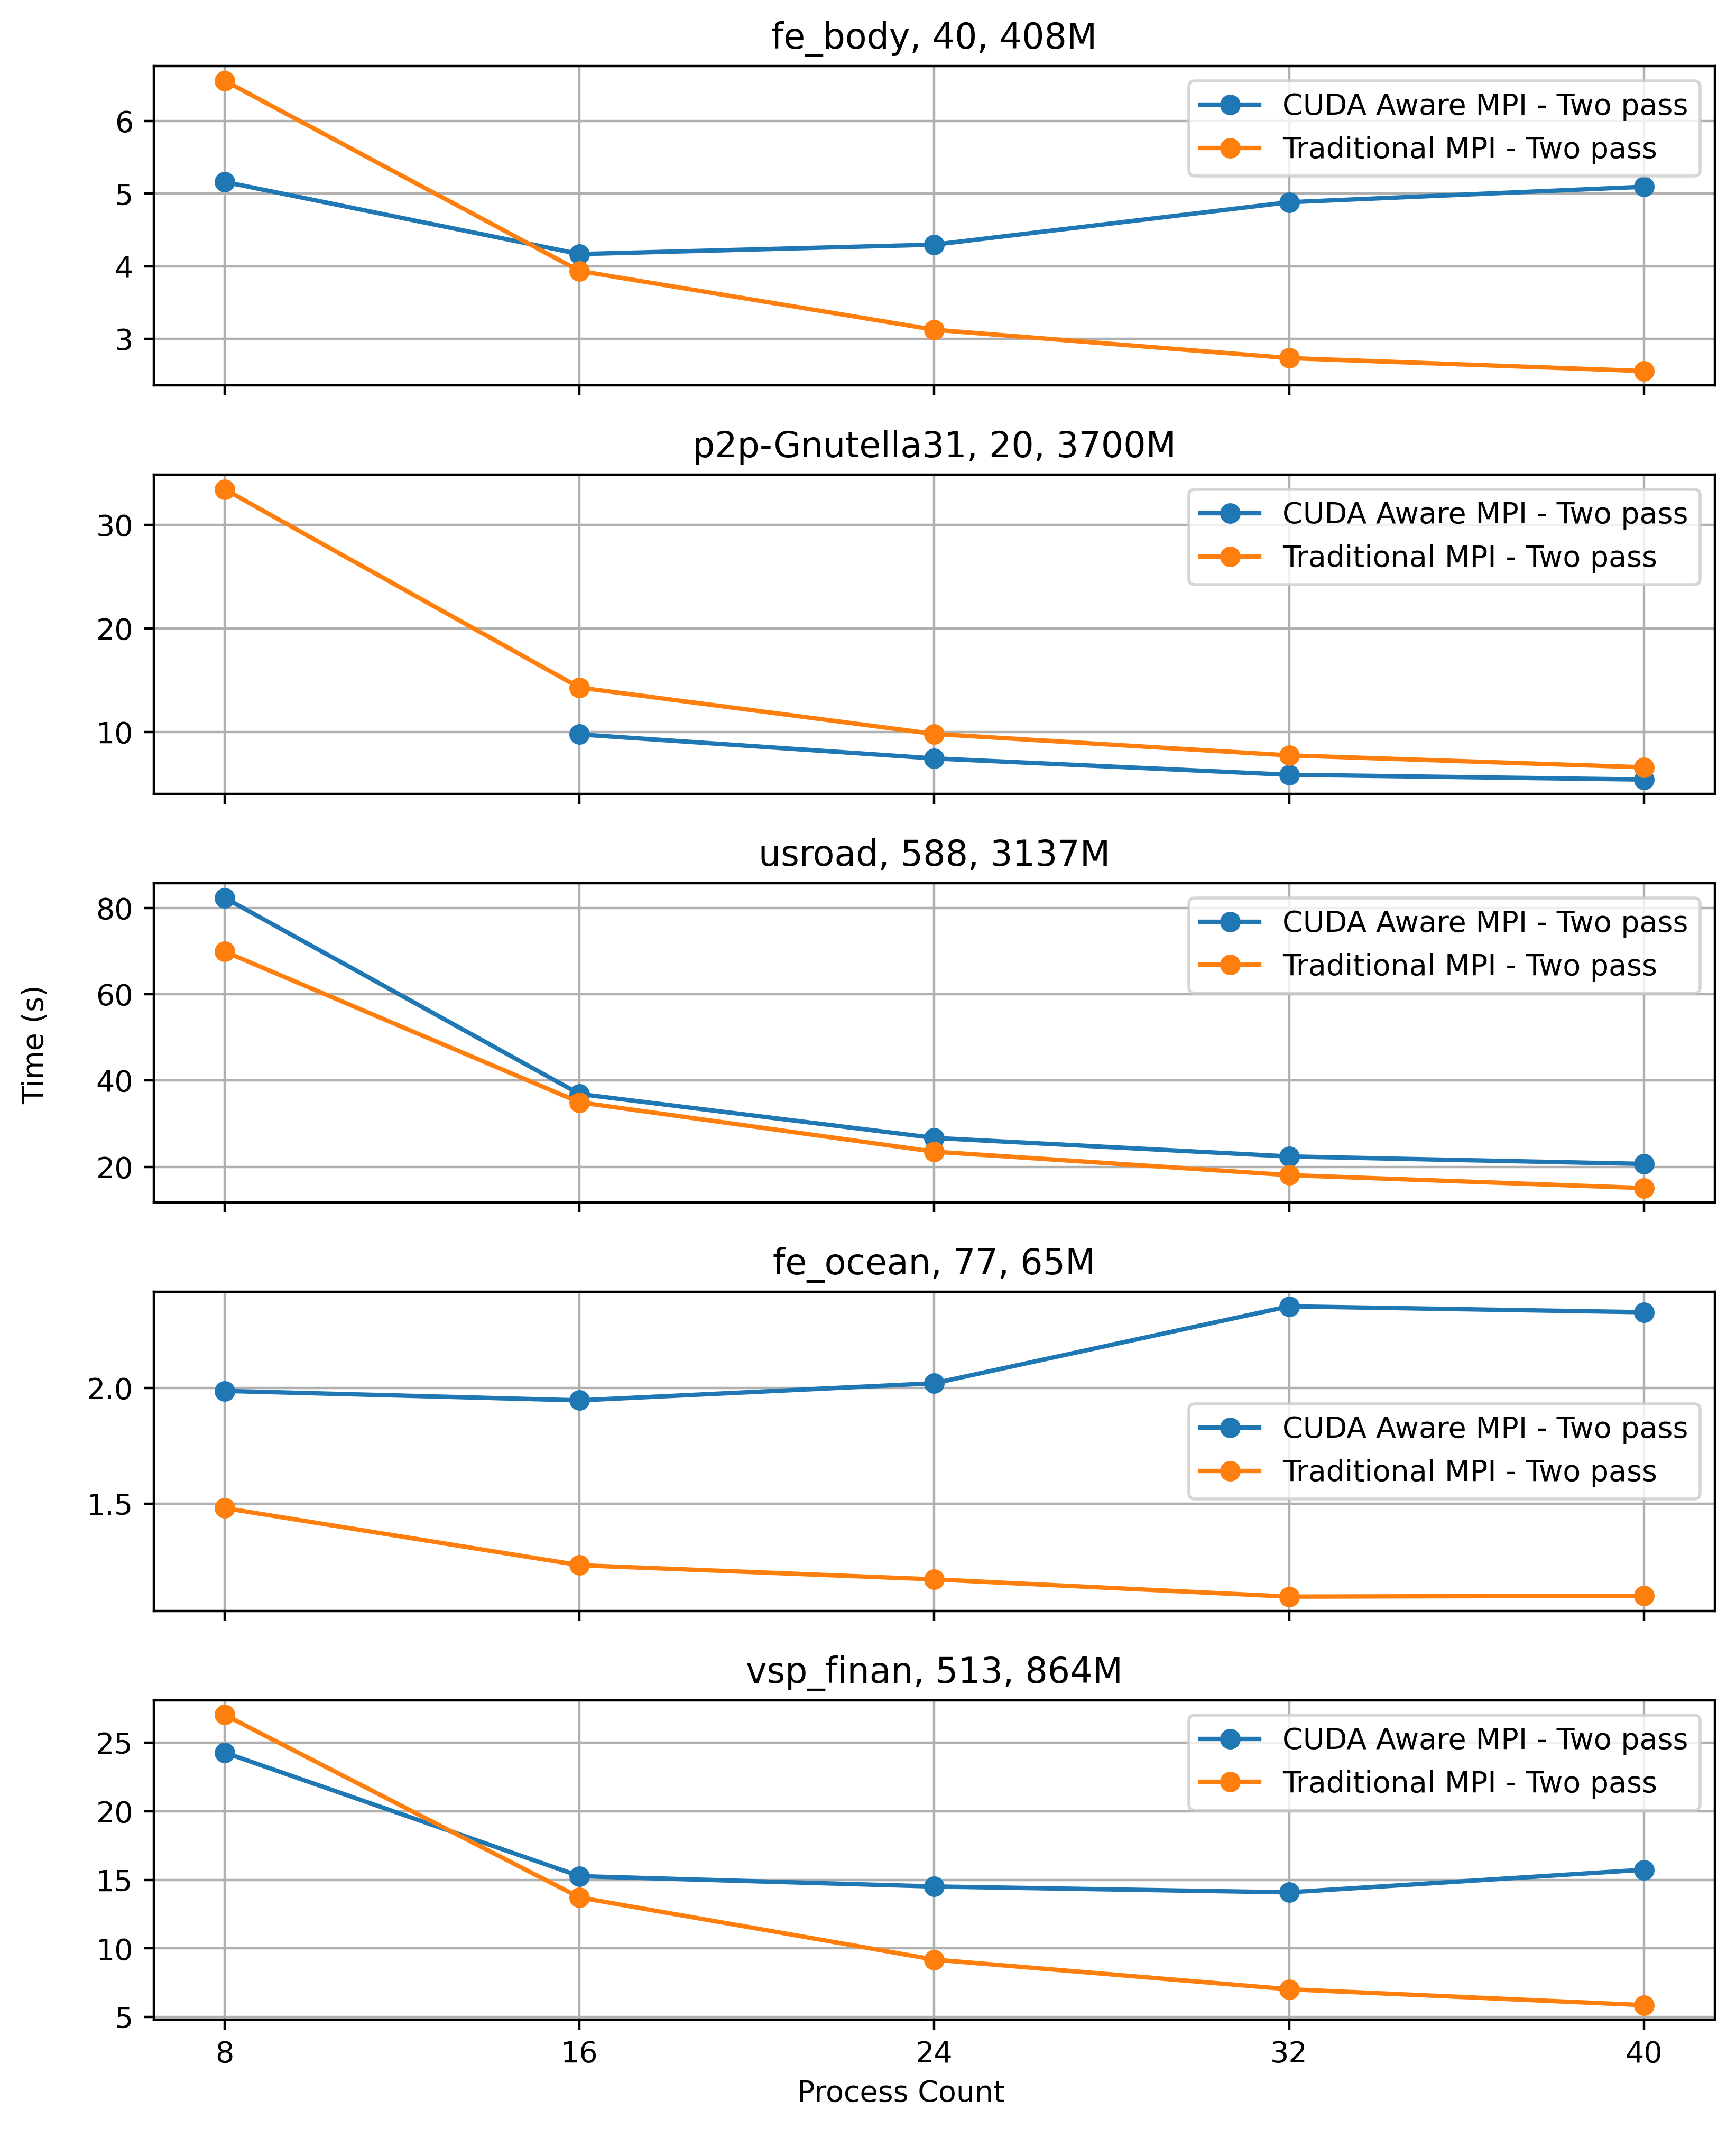 fe_body, 40, 408M
6
5
4
3
CUDA Aware MPI - Two pass
Traditional MPI - Two pass
p2p-Gnutella31, 20, 3700M
30
20
10
CUDA Aware MPI - Two pass
Traditional MPI - Two pass
usroad, 588, 3137M
80
60
40
20
CUDA Aware MPI - Two pass
Traditional MPI - Two pass
Time (s)
fe_ocean, 77, 65M
2.0
1.5
CUDA Aware MPI - Two pass
Traditional MPI - Two pass
vsp_finan, 513, 864M
25
20
15
10
5
CUDA Aware MPI - Two pass
Traditional MPI - Two pass
8 16 24 32 40
Process Count